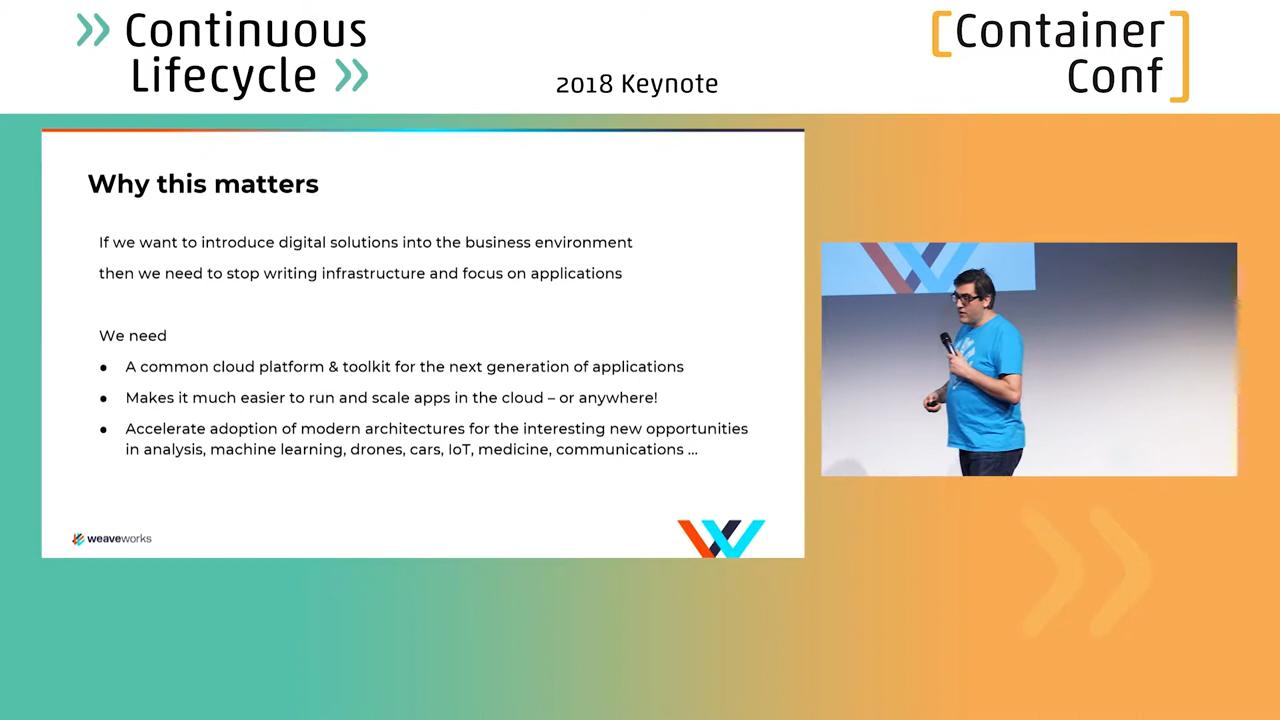 Continuous
Lifecycle
2018 Keynote
Container
Conf
Why this matters
If we want to introduce digital solutions into the business environment
then we need to stop writing infrastructure and focus on applications
We need
• A common cloud platform & toolkit for the next generation of applications
• Makes it much easier to run and scale apps in the cloud – or anywhere!
• Accelerate adoption of modern architectures for the interesting new opportunities
in analysis, machine learning, drones, cars, IoT, medicine, communications ...
weaveworks